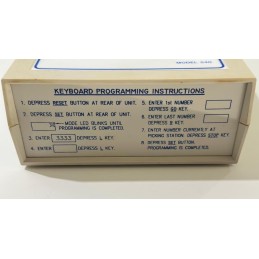 MODEL
KEYBOARD PROGRAMMING INSTRUCTIONS
1. DEPRESS RESET BUTTON AT REAR OF UNIT.
2. DEPRESS SET BUTTON AT REAR OF UNIT.
MODE LED BLINKS UNTIL
PROGRAMMING IS COMPLETED.
3. ENTER 3333 DEPRESS L KEY.
4. ENTER DEPRESS L KEY.
5. ENTER 1st NUMBER
DEPRESS GO KEY.
6. ENTER LAST NUMBER
DEPRESS KEY.
7. ENTER NUMBER CURRENTLY AT
PICKING STATION. DEPRESS STOP KEY.
8. DEPRESS SET BUTTON.
PROGRAMMING IS COMPLETED.